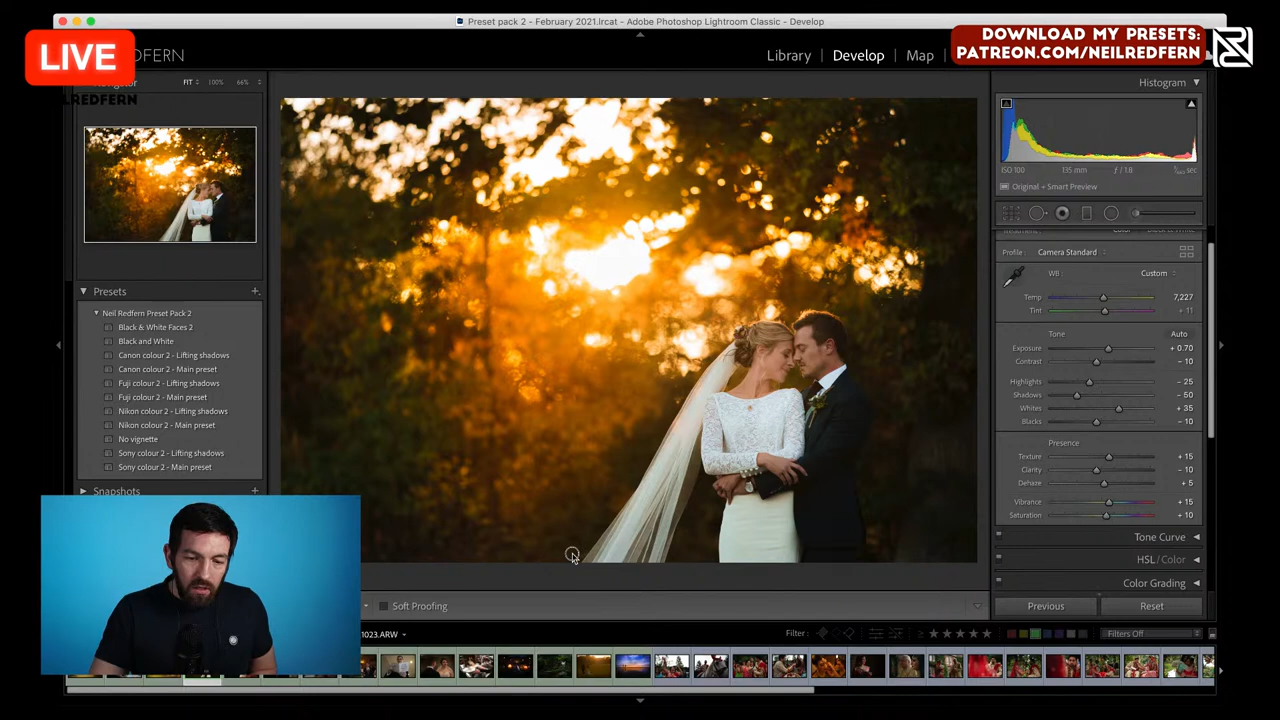 Preset pack 2 - February 2021.lrcat - Adobe Photoshop Lightroom Classic - Develop
LIVE
DFERN
LREDFERN
Library
Develop
Map
DOWNLOAD MY PRESETS:
PATREON.COM/NEILREDFERN
FIT
100%
66%
Presets
Neil Redfern Preset Pack 2
Black & White Faces 2
Black and White
Canon colour 2 - Lifting shadows
Canon colour 2 - Main preset
Fuji colour 2 - Lifting shadows
Fuji colour 2 - Main preset
Nikon colour 2 - Lifting shadows
Nikon colour 2 - Main preset
No vignette
Sony colour 2 - Lifting shadows
Sony colour 2 - Main preset
Snapshots
Soft Proofing
1023.ARW
Filter :
Filters Off
Histogram
ISO 100 135 mm ƒ / 1.8 sec
Original + Smart Preview
Profile : Camera Standard
WB : Custom
Temp 7,227
Tint + 11
Tone Auto
Exposure + 0.70
Contrast - 10
Highlights - 25
Shadows - 50
Whites + 35
Blacks - 10
Presence
Texture + 15
Clarity - 10
Dehaze + 5
Vibrance + 15
Saturation + 10
Tone Curve
HSL / Color
Color Grading
Previous
Reset